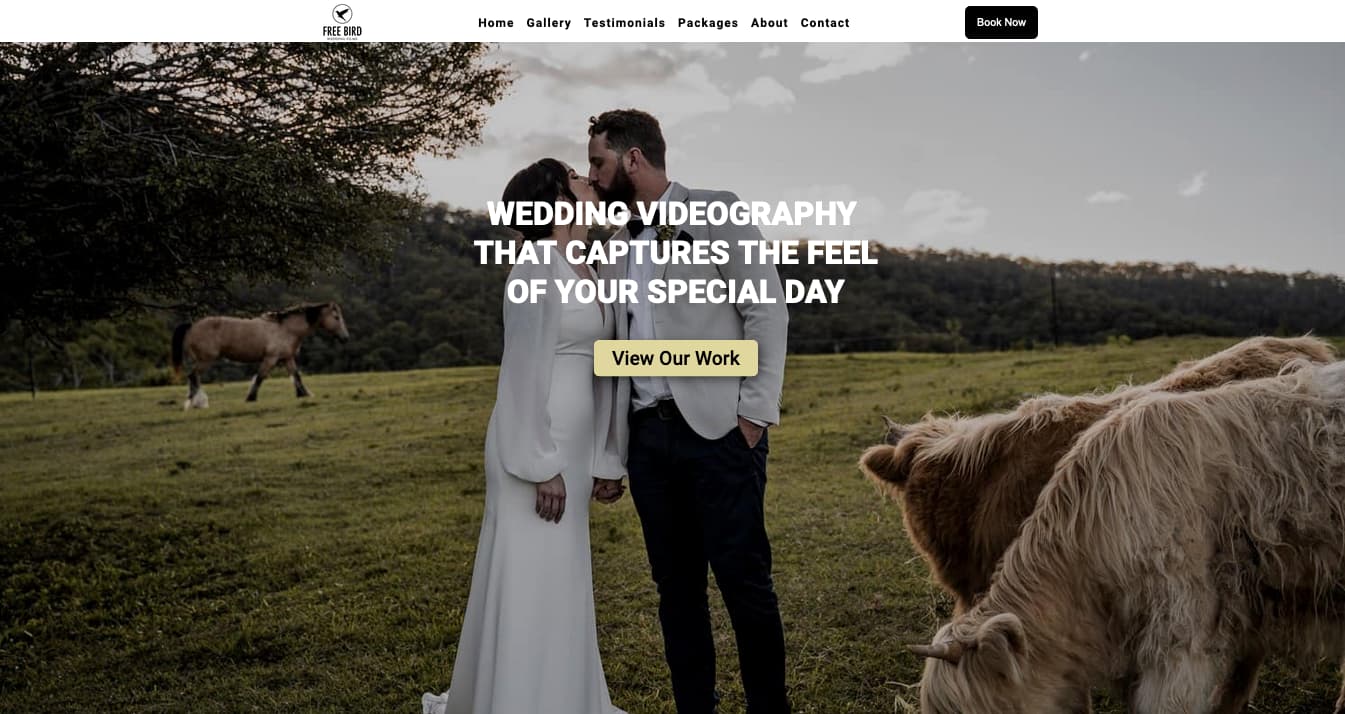 FREE BIRD
Home Gallery Testimonials Packages About Contact
Book Now
WEDDING VIDEOGRAPHY
THAT CAPTURES THE FEEL
OF YOUR SPECIAL DAY
View Our Work